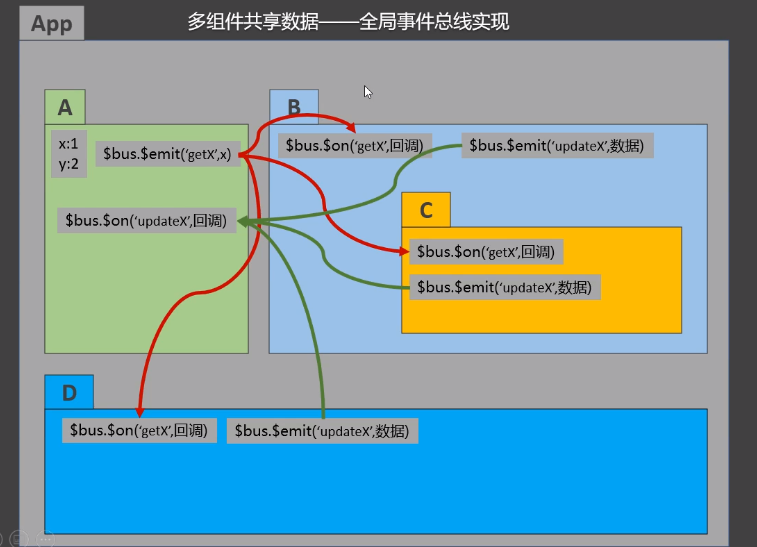 App
多组件共享数据——全局事件总线实现
A
B
x:1
y:2
$bus.$emit('getX',x)
$bus.$on('getX',回调)
$bus.$emit('updateX',数据)
$bus.$on('updateX',回调)
C
$bus.$on('getX',回调)
$bus.$emit('updateX',数据)
D
$bus.$on('getX',回调)
$bus.$emit('updateX',数据)